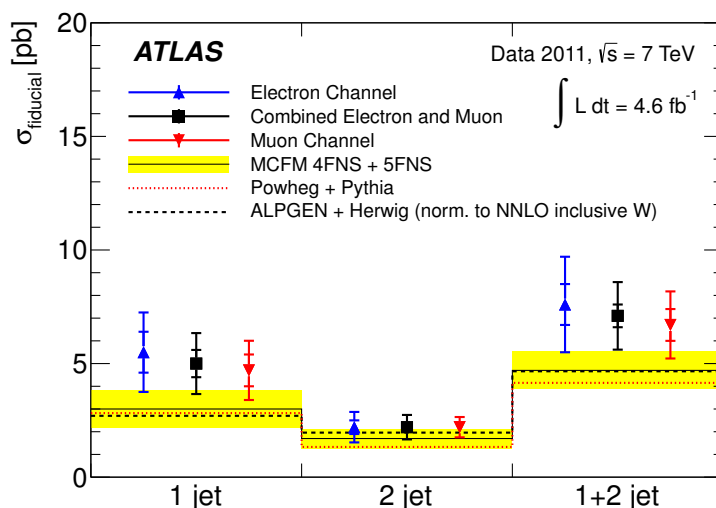 σfiducial [pb]
20
15
10
5
0
ATLAS
Data 2011, √s = 7 TeV
∫ L dt = 4.6 fb⁻¹
Electron Channel
Combined Electron and Muon
Muon Channel
MCFM 4FNS + 5FNS
Powheg + Pythia
ALPGEN + Herwig (norm. to NNLO inclusive W)
1 jet
2 jet
1+2 jet